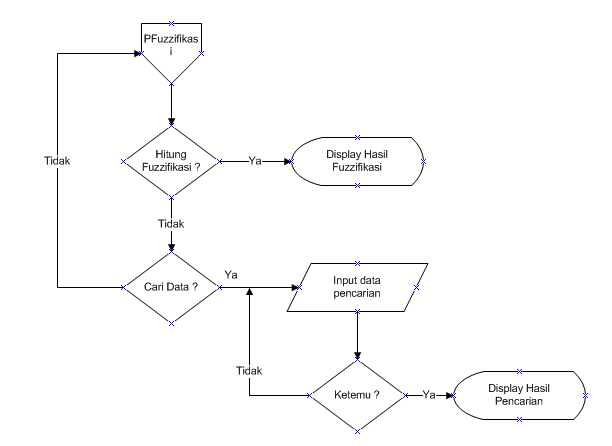 PFuzzifikas
i
Tidak
Hitung
Fuzzifikasi ?
Ya
Display Hasil
Fuzzifikasi
Tidak
Cari Data ?
Ya
Input data
pencarian
Tidak
Ketemu ?
Ya
Display Hasil
Pencarian